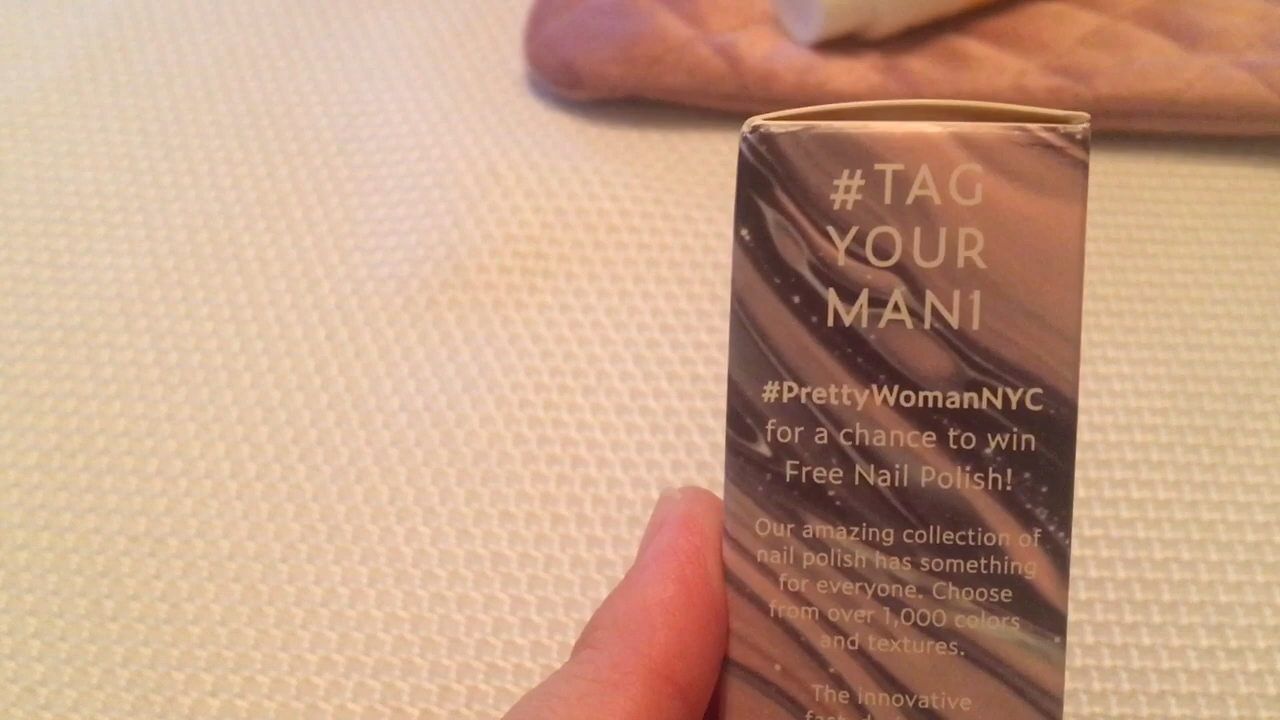 #TAG
YOUR
MANI
#PrettyWomanNYC
for a chance to win
Free Nail Polish!
Our amazing collection of
nail polish has something
for everyone. Choose
from over 1,000 colors
and textures.
The innovative